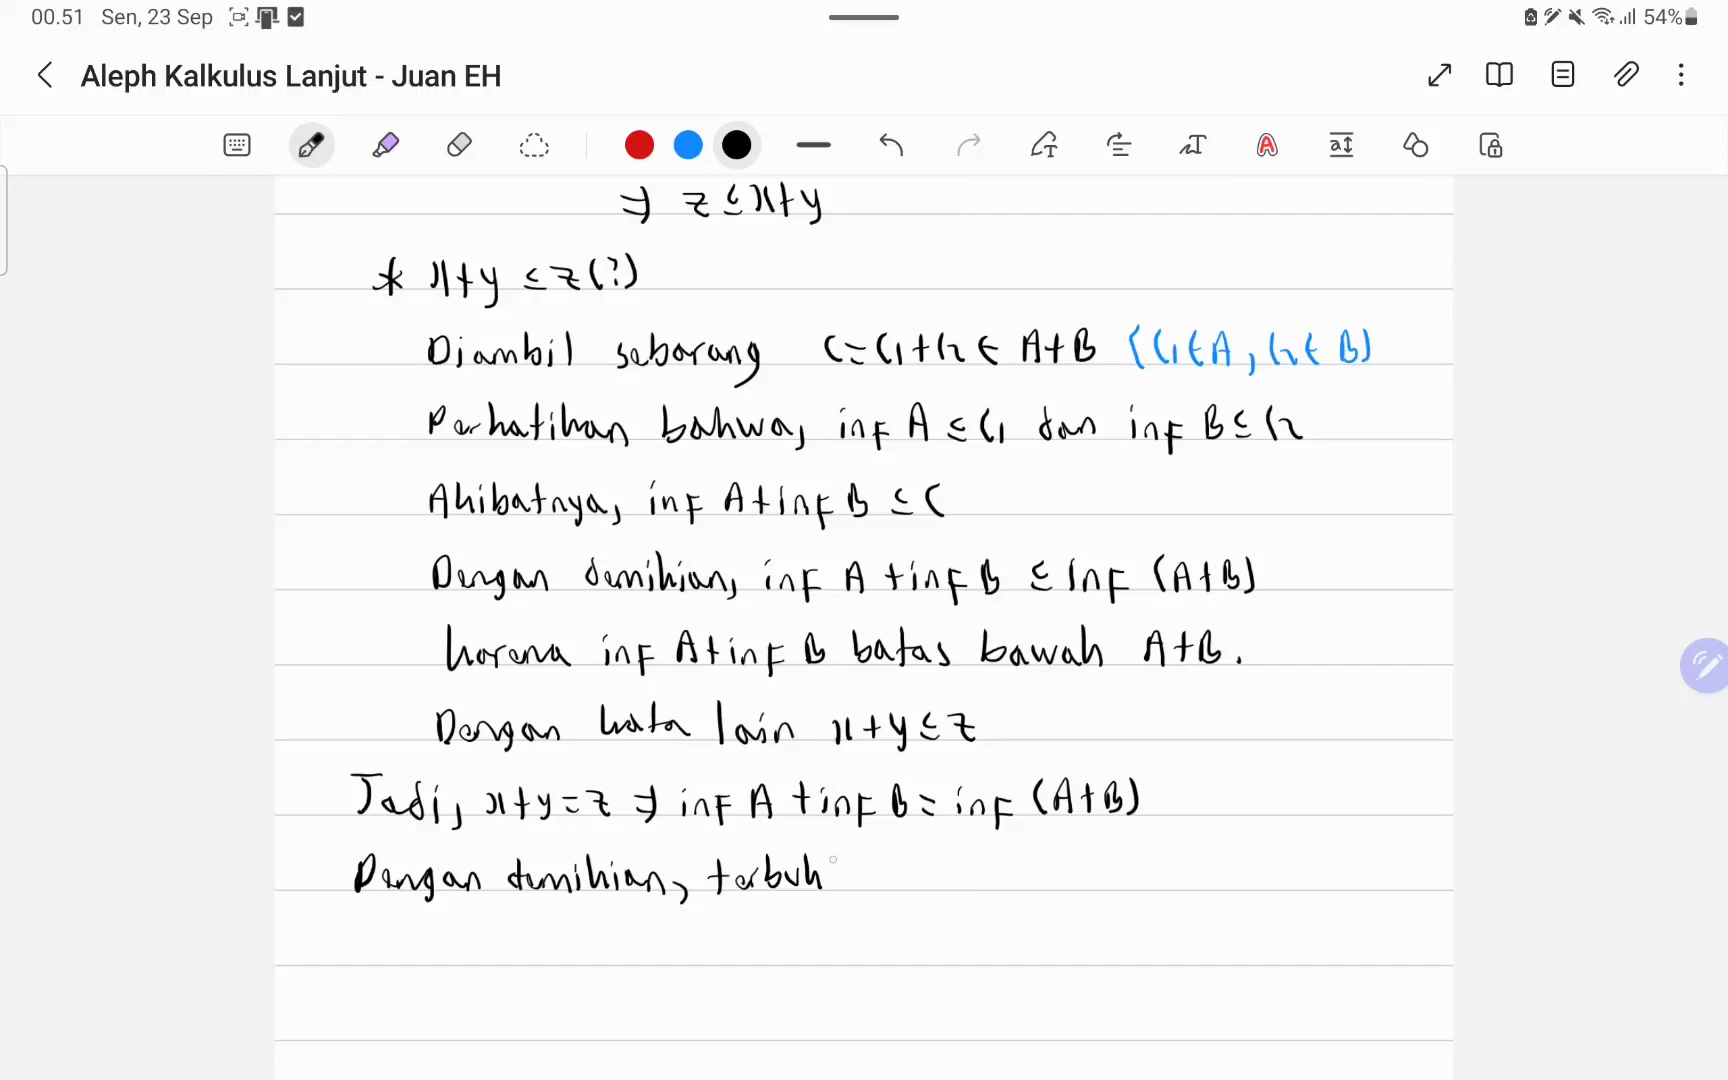 00.51 Sen, 23 Sep 54%
Aleph Kalkulus Lanjut - Juan EH
⇒ z ≤ x+y
* x+y ≤ z (?)
Diambil sebarang c = c₁ + c₂ ∈ A+B (c₁ ∈ A, c₂ ∈ B)
Perhatikan bahwa, inf A ≤ c₁ dan inf B ≤ c₂
Akibatnya, inf A + inf B ≤ c
Dengan demikian, inf A + inf B ≤ inf (A+B)
karena inf A + inf B batas bawah A+B.
Dengan kata lain x+y ≤ z
Jadi, x+y = z ⇒ inf A + inf B = inf (A+B)
Dengan demikian, terbuk